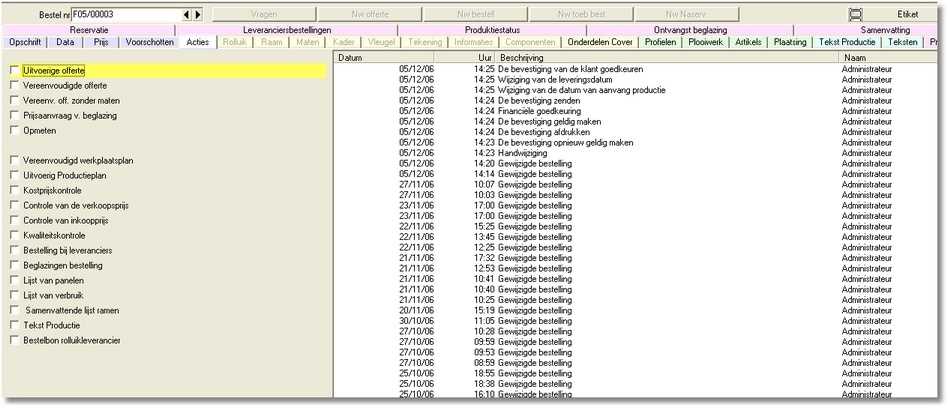 Bestel nr F05/00003 Vragen Nw offerte Nw bestell Nw toeb best Nw Naserv. Etiket
Reservatie Leveranciersbestellingen Produktiestatus Ontvangst beglazing Samenvatting
Opschrift Data Prijs Voorschotten Acties Rolluik Raam Maten Kader Vleugel Tekening Informaties Componenten Onderdelen Cover Profielen Plooiwerk Artikels Plaatsing Tekst Productie Teksten
Uitvoerige offerte
Vereenvoudigde offerte
Vereenv. off. zonder maten
Prijsaanvraag v. beglazing
Opmeten
Vereenvoudigd werkplaatsplan
Uitvoerig Productieplan
Kostprijskontrole
Controle van de verkoopsprijs
Controle van inkoopprijs
Kwaliteitskontrole
Bestelling bij leveranciers
Beglazingen bestelling
Lijst van panelen
Lijst van verbruik
Samenvattende lijst ramen
Tekst Productie
Bestelbon rolluikleverancier
Datum Uur Beschrijving Naam
05/12/06 14:25 De bevestiging van de klant goedkeuren Administrateur
05/12/06 14:25 Wijziging van de leveringsdatum Administrateur
05/12/06 14:25 Wijziging van de datum van aanvang productie Administrateur
05/12/06 14:24 De bevestiging zenden Administrateur
05/12/06 14:24 Financiële goedkeuring Administrateur
05/12/06 14:24 De bevestiging geldig maken Administrateur
05/12/06 14:24 De bevestiging afdrukken Administrateur
05/12/06 14:23 De bevestiging opnieuw geldig maken Administrateur
05/12/06 14:23 Handwijziging Administrateur
05/12/06 14:20 Gewijzigde bestelling Administrateur
05/12/06 14:14 Gewijzigde bestelling Administrateur
27/11/06 10:07 Gewijzigde bestelling Administrateur
27/11/06 10:03 Gewijzigde bestelling Administrateur
23/11/06 17:00 Gewijzigde bestelling Administrateur
23/11/06 17:00 Gewijzigde bestelling Administrateur
22/11/06 15:25 Gewijzigde bestelling Administrateur
22/11/06 13:45 Gewijzigde bestelling Administrateur
22/11/06 12:25 Gewijzigde bestelling Administrateur
21/11/06 17:32 Gewijzigde bestelling Administrateur
21/11/06 12:53 Gewijzigde bestelling Administrateur
21/11/06 10:41 Gewijzigde bestelling Administrateur
21/11/06 10:40 Gewijzigde bestelling Administrateur
21/11/06 10:25 Gewijzigde bestelling Administrateur
20/11/06 15:19 Gewijzigde bestelling Administrateur
30/10/06 11:05 Gewijzigde bestelling Administrateur
27/10/06 10:28 Gewijzigde bestelling Administrateur
27/10/06 09:59 Gewijzigde bestelling Administrateur
27/10/06 09:53 Gewijzigde bestelling Administrateur
27/10/06 08:59 Gewijzigde bestelling Administrateur
25/10/06 18:55 Gewijzigde bestelling Administrateur
25/10/06 18:38 Gewijzigde bestelling Administrateur
25/10/06 16:10 Gewijzigde bestelling Administrateur